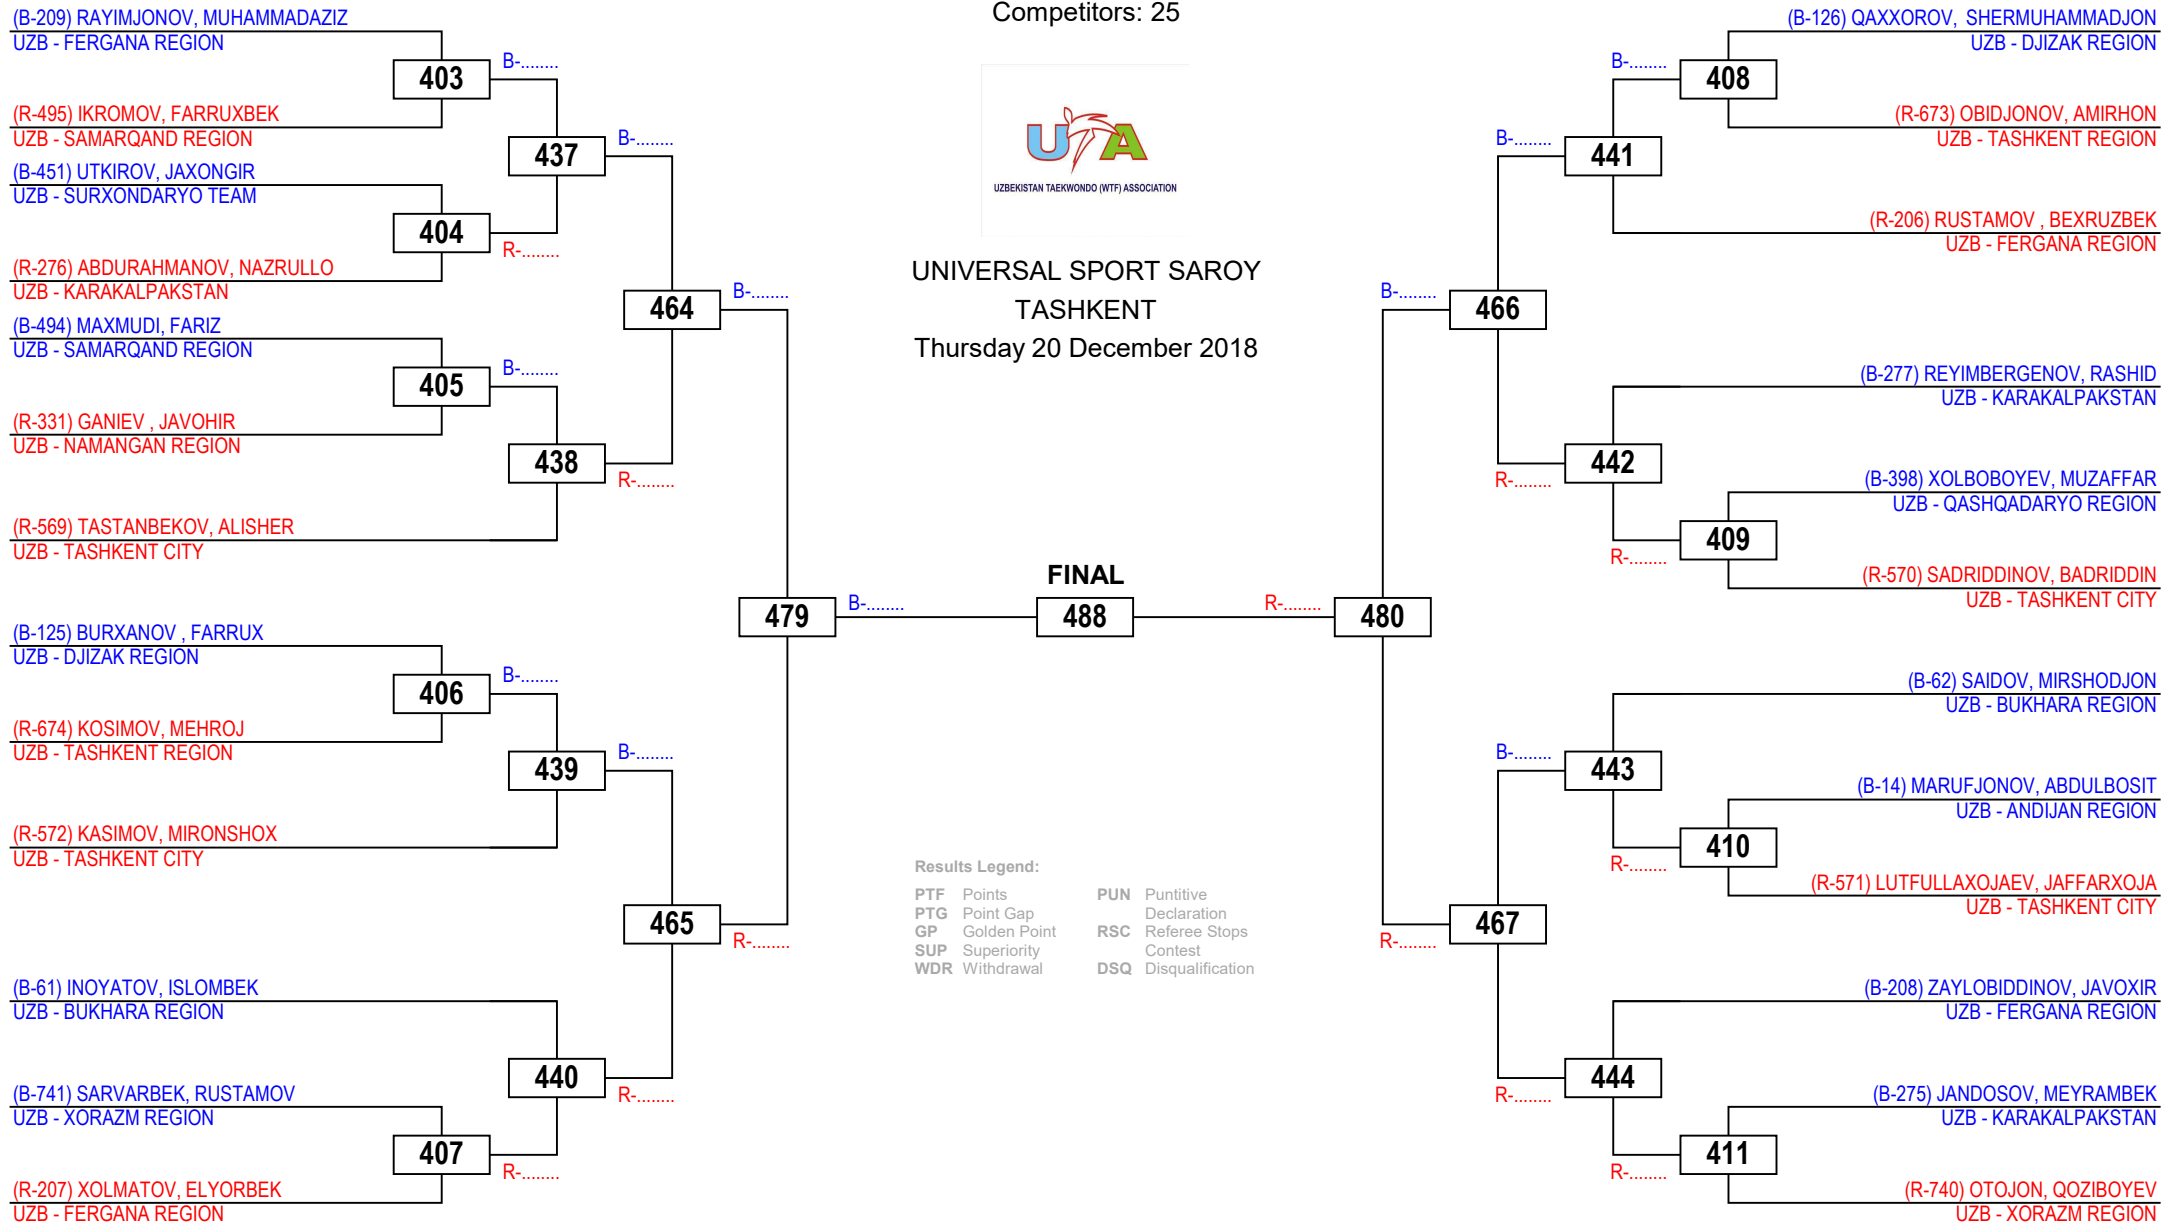 Competitors: 25
UTA
UZBEKISTAN TAEKWONDO (WTF) ASSOCIATION
UNIVERSAL SPORT SAROY
TASHKENT
Thursday 20 December 2018
(B-209) RAYIMJONOV, MUHAMMADAZIZ
UZB - FERGANA REGION
403
B-........
(R-495) IKROMOV, FARRUXBEK
UZB - SAMARQAND REGION
437
B-........
(B-451) UTKIROV, JAXONGIR
UZB - SURXONDARYO TEAM
404
R-........
(R-276) ABDURAHMANOV, NAZRULLO
UZB - KARAKALPAKSTAN
464
B-........
(B-494) MAXMUDI, FARIZ
UZB - SAMARQAND REGION
405
B-........
(R-331) GANIEV , JAVOHIR
UZB - NAMANGAN REGION
438
R-........
(R-569) TASTANBEKOV, ALISHER
UZB - TASHKENT CITY
479
B-........
(B-125) BURXANOV , FARRUX
UZB - DJIZAK REGION
406
B-........
(R-674) KOSIMOV, MEHROJ
UZB - TASHKENT REGION
439
B-........
(R-572) KASIMOV, MIRONSHOX
UZB - TASHKENT CITY
465
R-........
(B-61) INOYATOV, ISLOMBEK
UZB - BUKHARA REGION
440
R-........
(B-741) SARVARBEK, RUSTAMOV
UZB - XORAZM REGION
407
R-........
(R-207) XOLMATOV, ELYORBEK
UZB - FERGANA REGION
FINAL
488
Results Legend:
PTF Points
PTG Point Gap
GP Golden Point
SUP Superiority
WDR Withdrawal
PUN Puntitive
Declaration
RSC Referee Stops
Contest
DSQ Disqualification
(B-126) QAXXOROV, SHERMUHAMMADJON
UZB - DJIZAK REGION
B-........
408
(R-673) OBIDJONOV, AMIRHON
UZB - TASHKENT REGION
B-........
441
(R-206) RUSTAMOV , BEXRUZBEK
UZB - FERGANA REGION
B-........
466
(B-277) REYIMBERGENOV, RASHID
UZB - KARAKALPAKSTAN
R-........
442
(B-398) XOLBOBOYEV, MUZAFFAR
UZB - QASHQADARYO REGION
R-........
409
(R-570) SADRIDDINOV, BADRIDDIN
UZB - TASHKENT CITY
R-........
480
(B-62) SAIDOV, MIRSHODJON
UZB - BUKHARA REGION
B-........
443
(B-14) MARUFJONOV, ABDULBOSIT
UZB - ANDIJAN REGION
R-........
410
(R-571) LUTFULLAXOJAEV, JAFFARXOJA
UZB - TASHKENT CITY
R-........
467
(B-208) ZAYLOBIDDINOV, JAVOXIR
UZB - FERGANA REGION
R-........
444
(B-275) JANDOSOV, MEYRAMBEK
UZB - KARAKALPAKSTAN
R-........
411
(R-740) OTOJON, QOZIBOYEV
UZB - XORAZM REGION